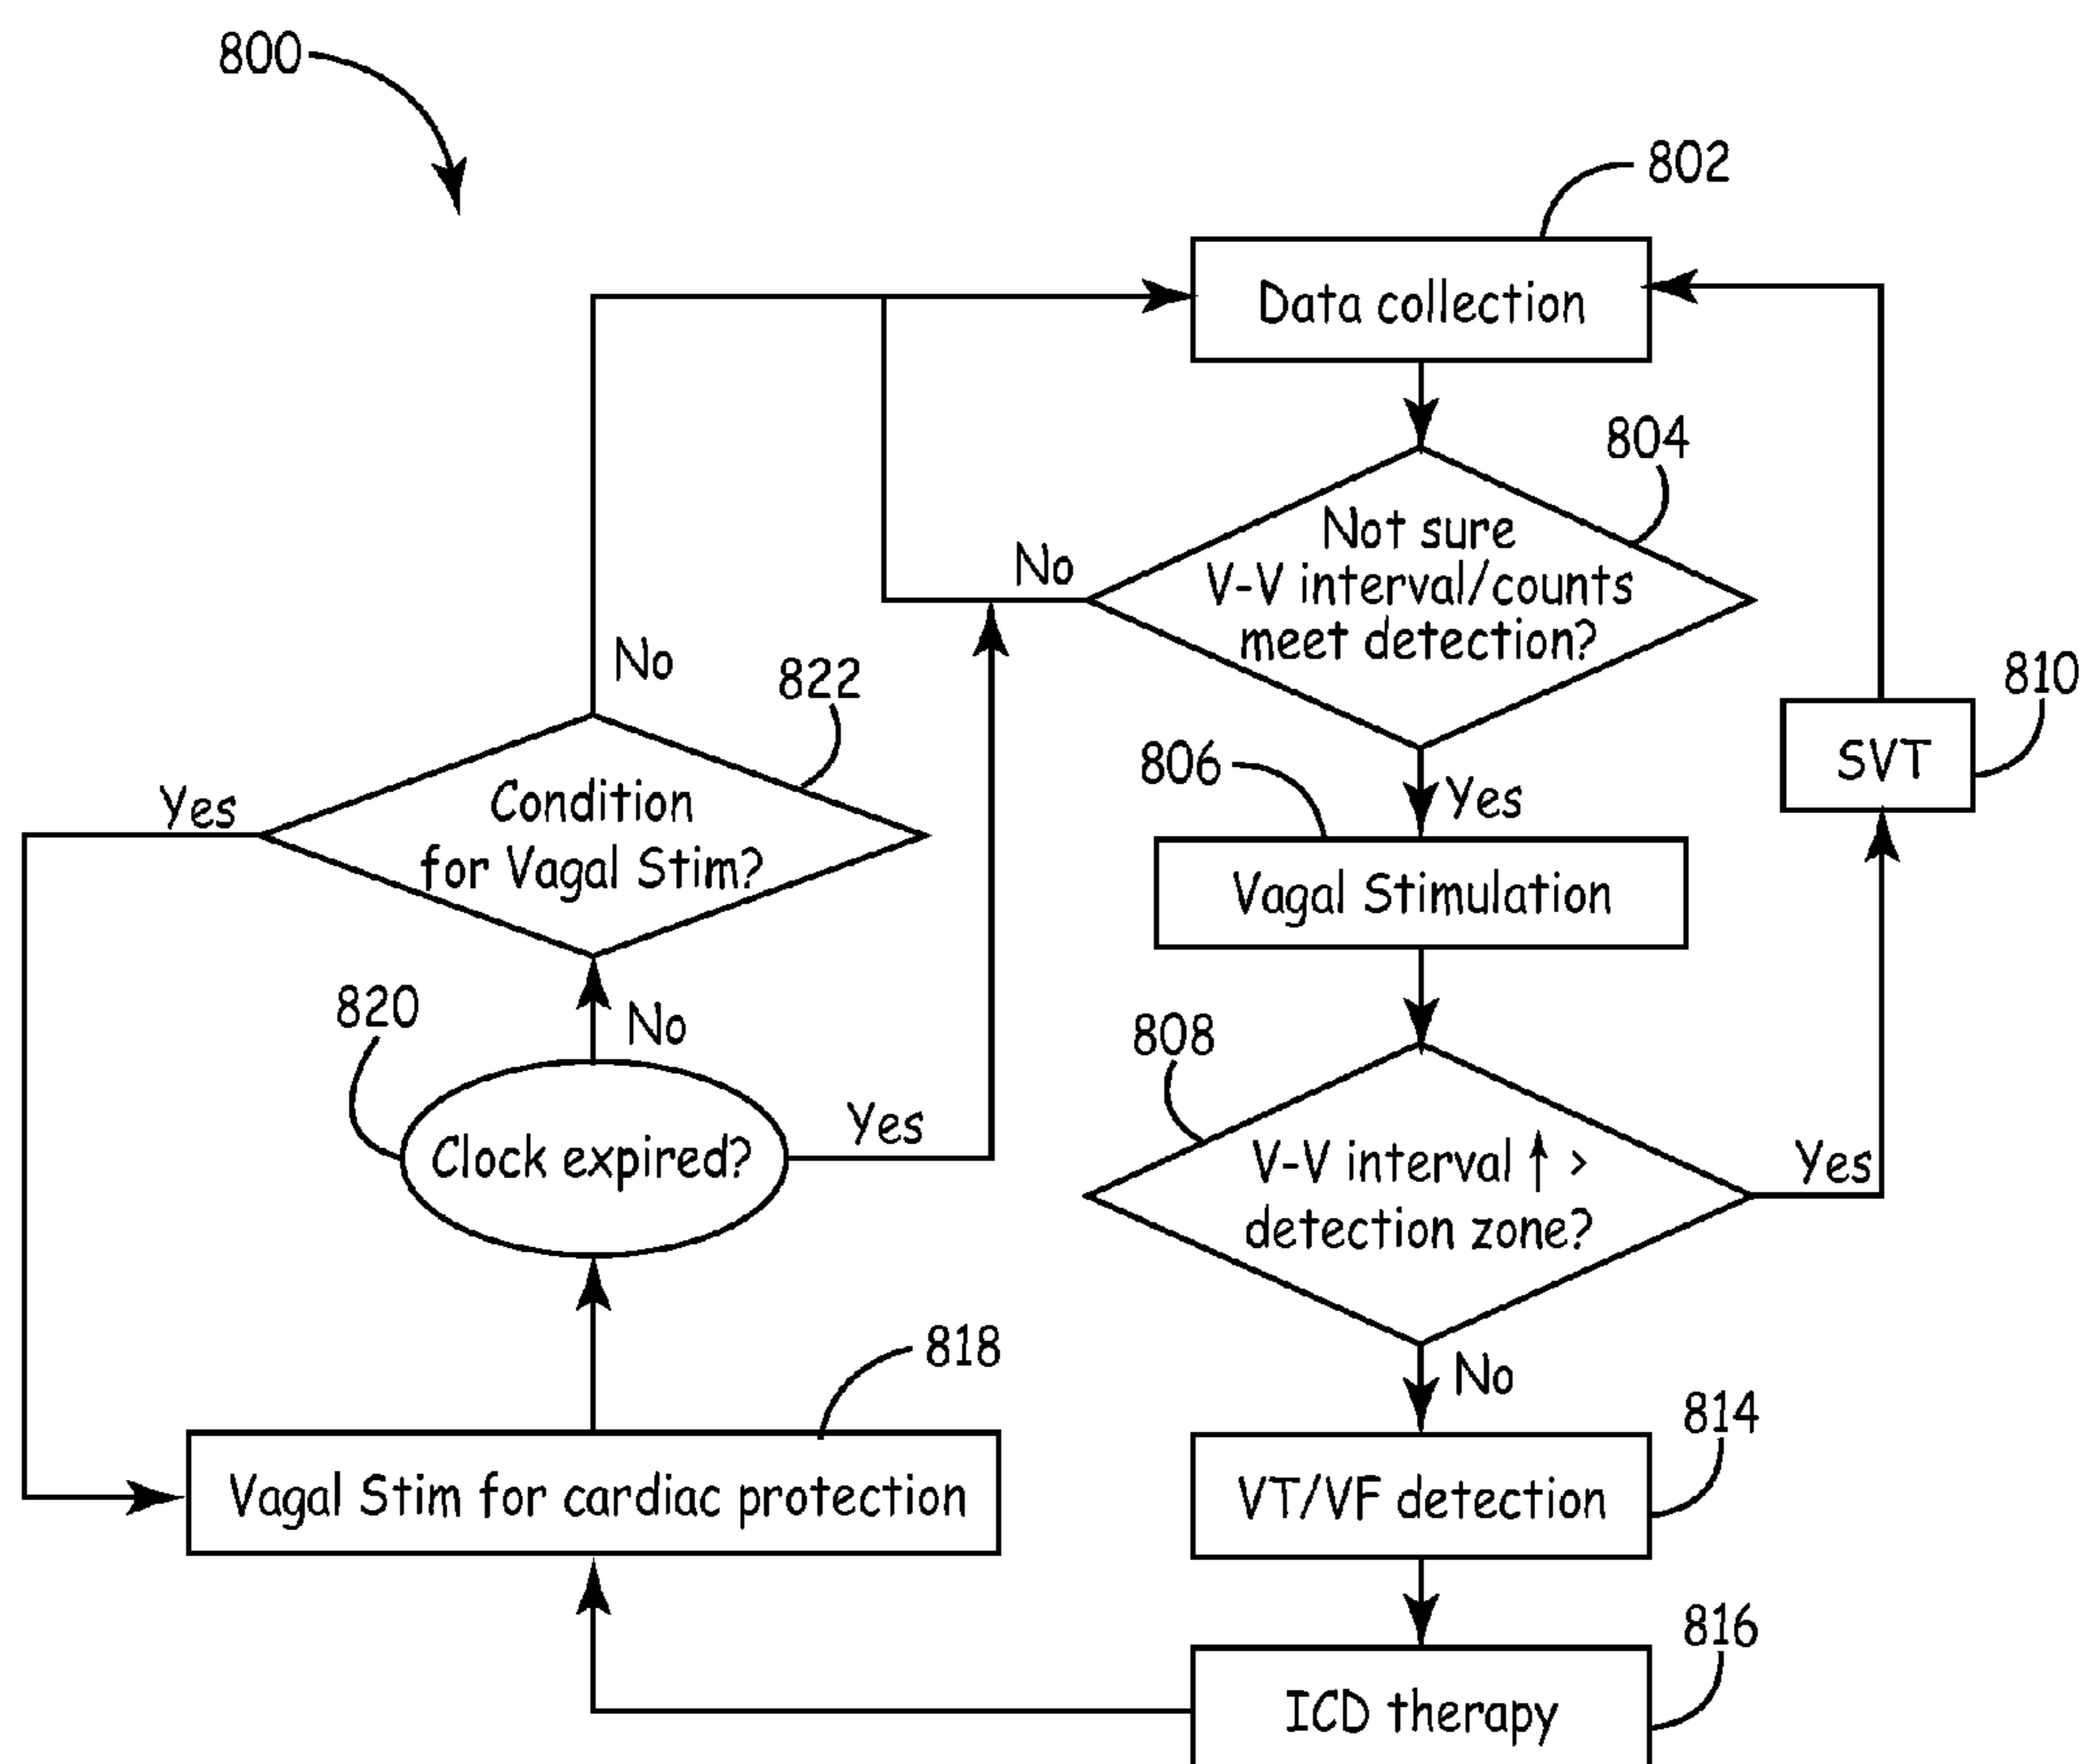 800
802
Data collection
804
Not sure
V-V interval/counts
meet detection?
No
Yes
806
Vagal Stimulation
810
SVT
No
822
Condition
for Vagal Stim?
Yes
820
No
Clock expired?
Yes
808
V-V interval ↑ >
detection zone?
Yes
No
818
Vagal Stim for cardiac protection
814
VT/VF detection
816
ICD therapy